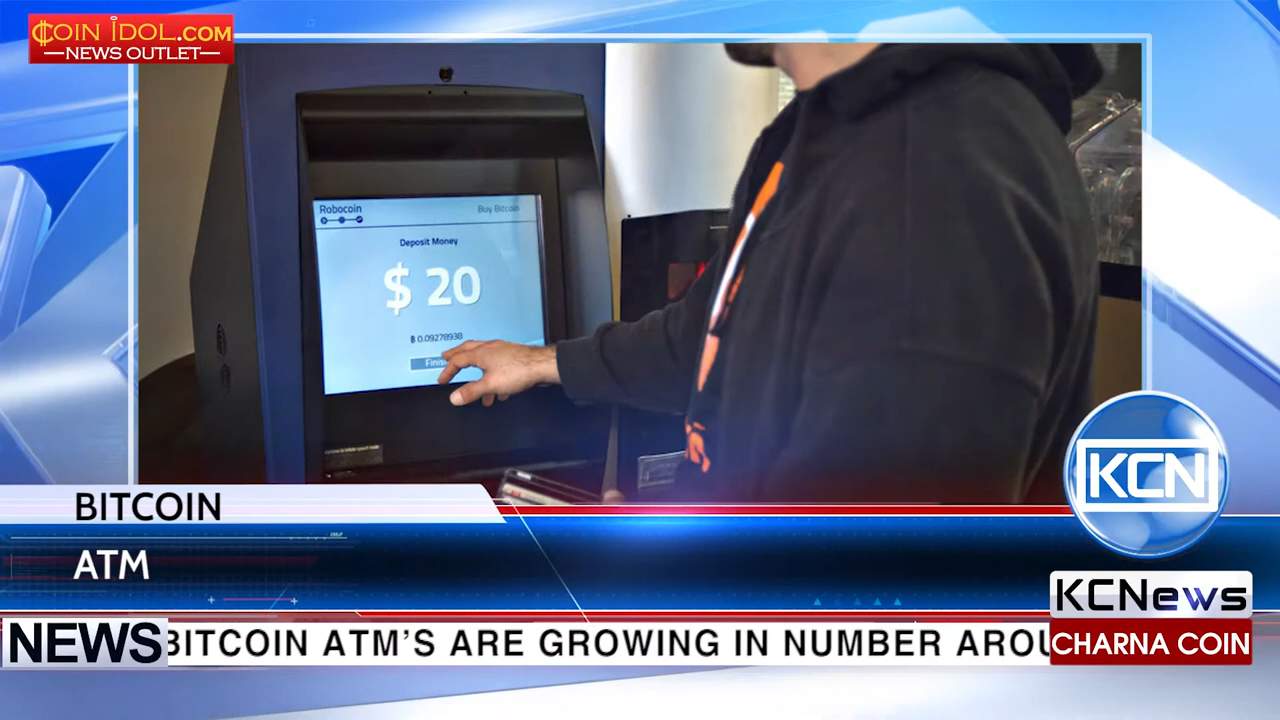 COIN IDOL.COM
NEWS OUTLET
Robocoin
Buy Bitcoin
Deposit Money
$ 20
฿ 0.09278938
Finis
KCN
BITCOIN
ATM
KCNews
NEWS
BITCOIN ATM’S ARE GROWING IN NUMBER AROU
CHARNA COIN